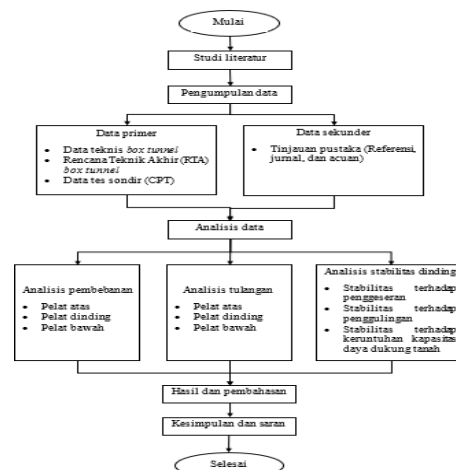 Mulai
Studi literatur
Pengumpulan data
Data primer
• Data teknis box tunnel
• Rencana Teknik Akhir (RTA)
box tunnel
• Data tes sondir (CPT)
Data sekunder
• Tinjauan pustaka (Referensi,
jurnal, dan acuan)
Analisis data
Analisis pembebanan
• Pelat atas
• Pelat dinding
• Pelat bawah
Analisis tulangan
• Pelat atas
• Pelat dinding
• Pelat bawah
Analisis stabilitas dinding
• Stabilitas terhadap
penggeseran
• Stabilitas terhadap
penggulingan
• Stabilitas terhadap
keruntuhan kapasitas
daya dukung tanah
Hasil dan pembahasan
Kesimpulan dan saran
Selesai